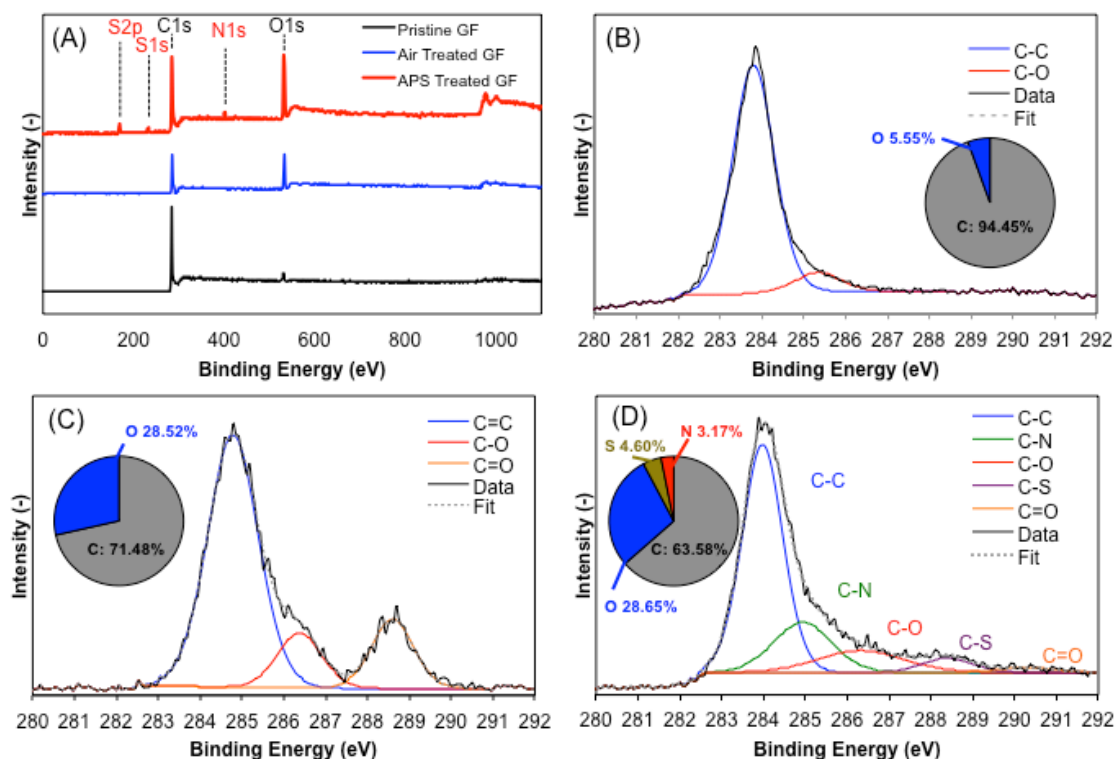 (A)
S2p
S1s
C1s
N1s
O1s
Pristine GF
Air Treated GF
APS Treated GF
Intensity (-)
0 200 400 600 800 1000
Binding Energy (eV)
(B)
C-C
C-O
Data
Fit
O 5.55%
C: 94.45%
Intensity (-)
280 281 282 283 284 285 286 287 288 289 290 291 292
Binding Energy (eV)
(C)
O 28.52%
C: 71.48%
C=C
C-O
C=O
Data
Fit
Intensity (-)
280 281 282 283 284 285 286 287 288 289 290 291 292
Binding Energy (eV)
(D)
S 4.60%
N 3.17%
C: 63.58%
O 28.65%
C-C
C-N
C-O
C-S
C=O
C-C
C-N
C-O
C-S
C=O
Data
Fit
Intensity (-)
280 281 282 283 284 285 286 287 288 289 290 291 292
Binding Energy (eV)